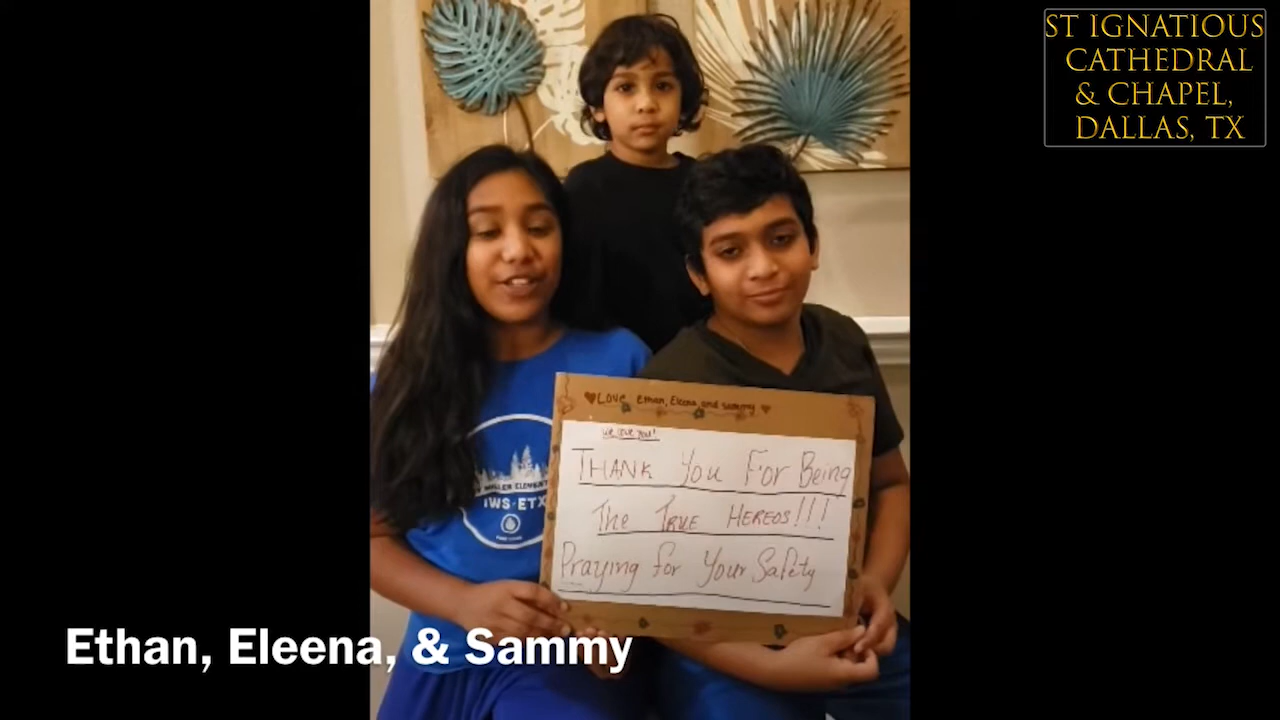 ST IGNATIOUS
CATHEDRAL
& CHAPEL,
DALLAS, TX
Love Ethan, Eleena and Sammy
We love you!
THANK You For Being
The TRUE HEREOS!!!
Praying for Your Safety
IWS-ETX
Ethan, Eleena, & Sammy